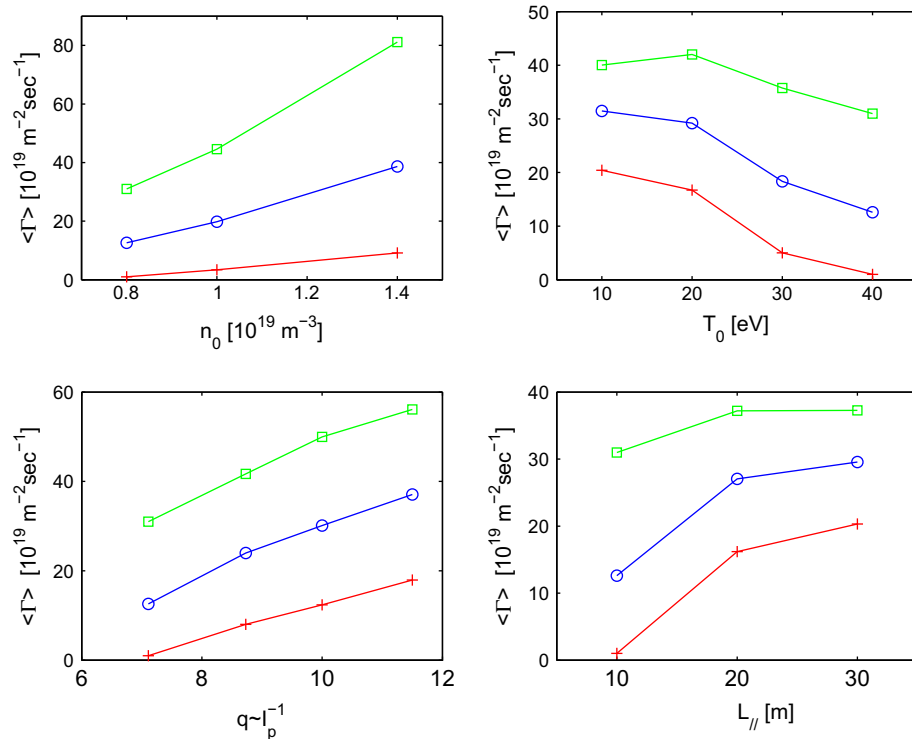 80
60
40
20
0
<Γ> [10¹⁹ m⁻²sec⁻¹]
0.8 1 1.2 1.4
n₀ [10¹⁹ m⁻³]
50
40
30
20
10
0
<Γ> [10¹⁹ m⁻²sec⁻¹]
10 20 30 40
T₀ [eV]
60
40
20
0
<Γ> [10¹⁹ m⁻²sec⁻¹]
6 8 10 12
q~Iₚ⁻¹
40
30
20
10
0
<Γ> [10¹⁹ m⁻²sec⁻¹]
10 20 30
L_// [m]